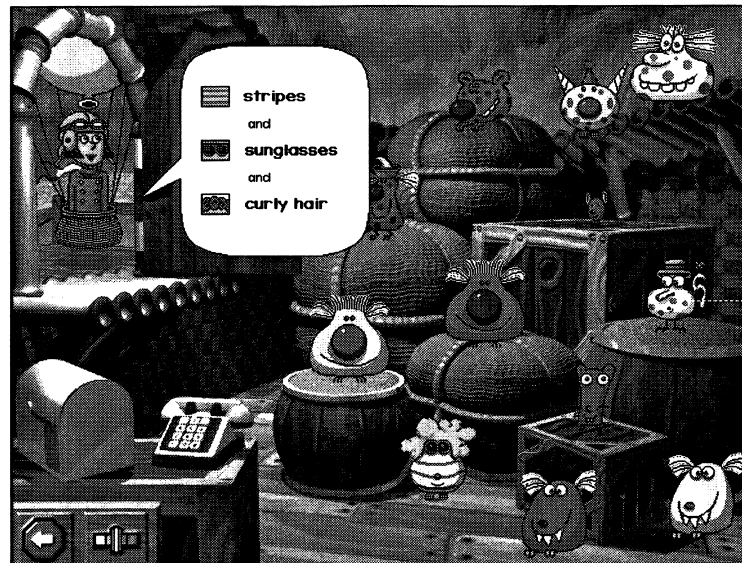 stripes
and
sunglasses
and
curly hair